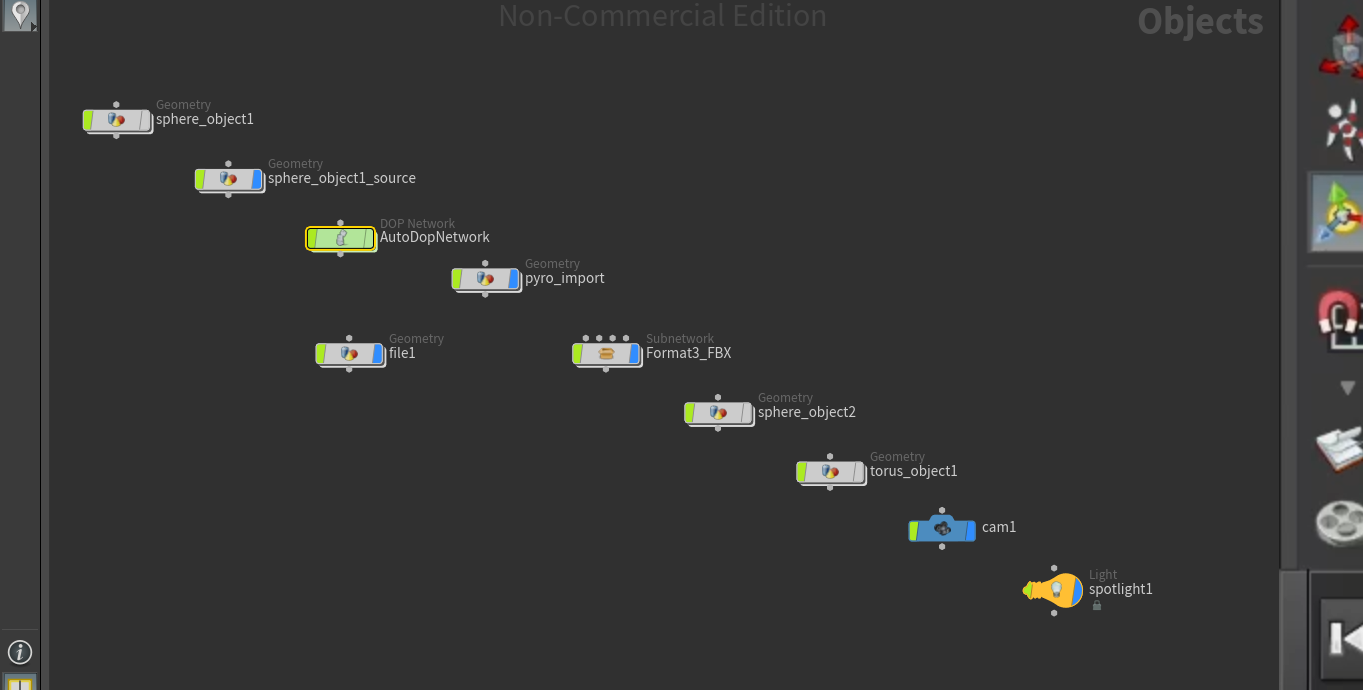 Non-Commercial Edition
Objects
Geometry
sphere_object1
Geometry
sphere_object1_source
DOP Network
AutoDopNetwork
Geometry
pyro_import
Geometry
file1
Subnetwork
Format3_FBX
Geometry
sphere_object2
Geometry
torus_object1
cam1
Light
spotlight1